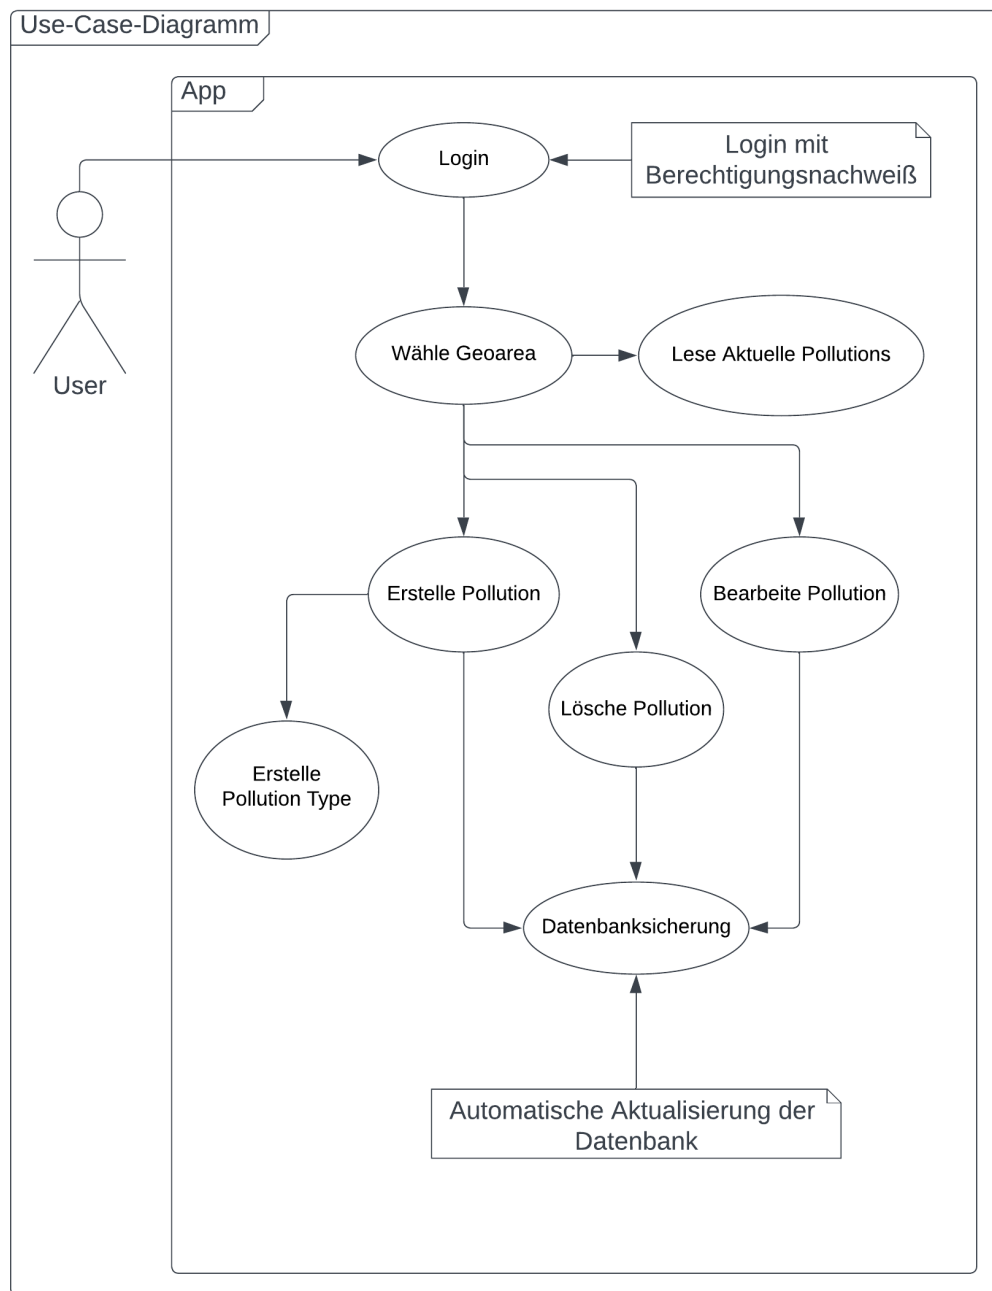 Use-Case-Diagramm
App
Login
Login mit
Berechtigungsnachweiß
User
Wähle Geoarea
Lese Aktuelle Pollutions
Erstelle Pollution
Bearbeite Pollution
Lösche Pollution
Erstelle
Pollution Type
Datenbanksicherung
Automatische Aktualisierung der
Datenbank